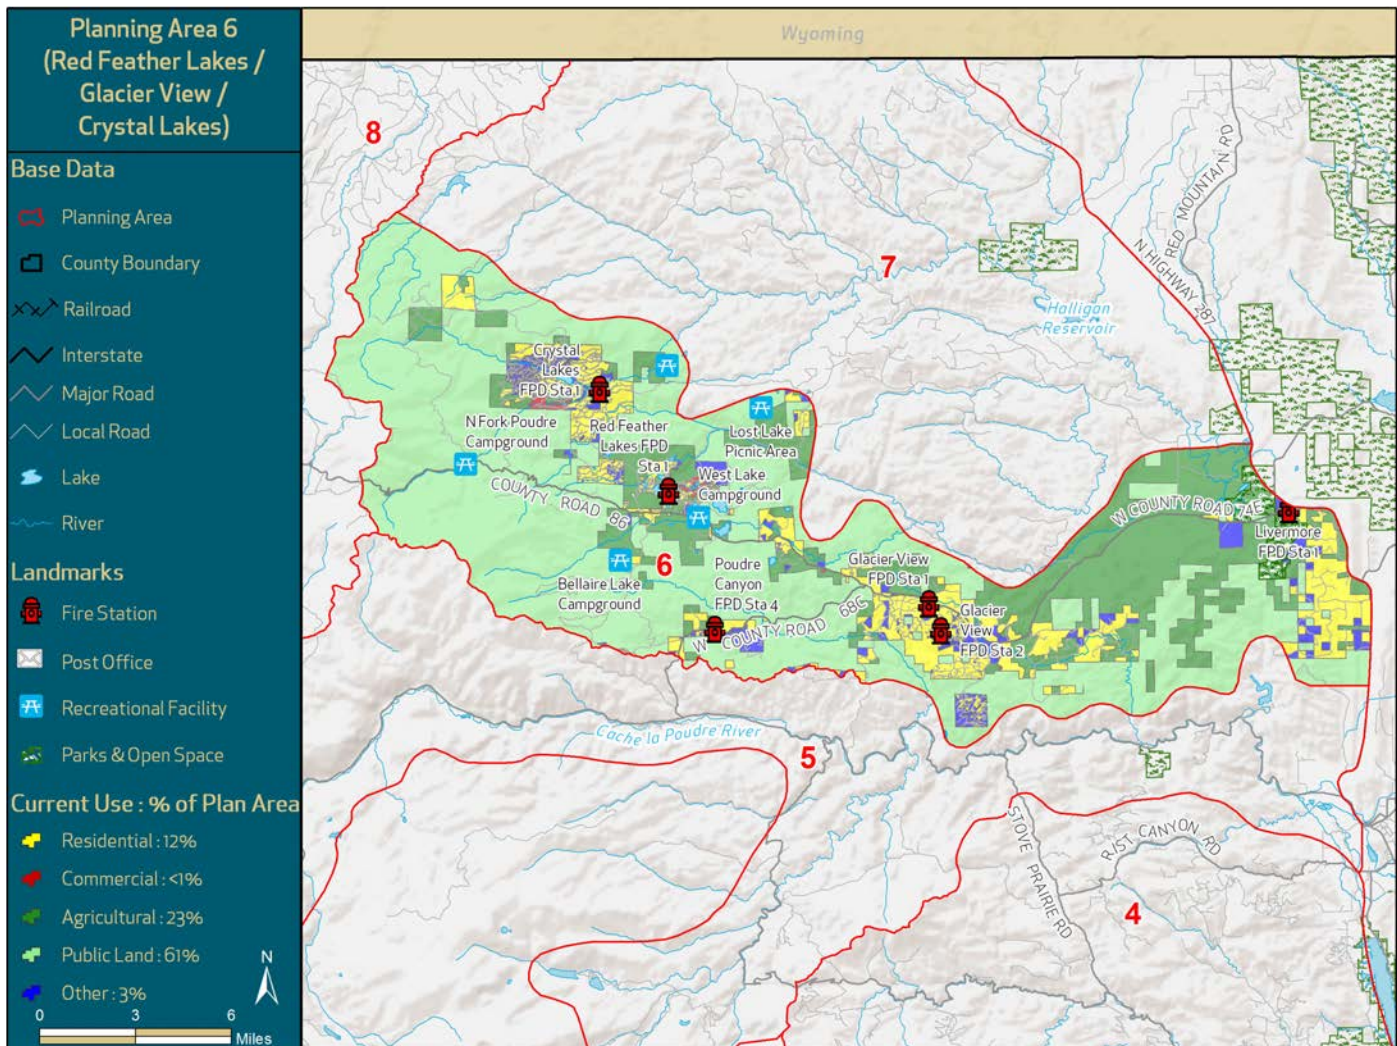 Planning Area 6
(Red Feather Lakes /
Glacier View /
Crystal Lakes)
Base Data
Planning Area
County Boundary
Railroad
Interstate
Major Road
Local Road
Lake
River
Landmarks
Fire Station
Post Office
Recreational Facility
Parks & Open Space
Current Use : % of Plan Area
Residential : 12%
Commercial : <1%
Agricultural : 23%
Public Land : 61%
Other : 3%
N
0 3 6
Miles
Wyoming
8
7
RED MOUNTAIN RD
N HIGHWAY 287
Halligan
Reservoir
Crystal
Lakes
FPD Sta 1
N Fork Poudre
Campground
Red Feather
Lakes FPD
Sta 1
Lost Lake
Picnic Area
West Lake
Campground
COUNTY ROAD 86
W COUNTY ROAD 74E
Livermore
FPD Sta 1
6
Bellaire Lake
Campground
Poudre
Canyon
FPD Sta 4
Glacier View
FPD Sta 1
Glacier
View
FPD Sta 2
W COUNTY ROAD 68C
Cache la Poudre River
5
STOVE PRAIRIE RD
RIST CANYON RD
4